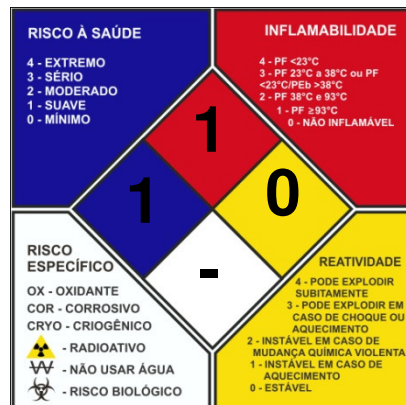 RISCO À SAÚDE
4 - EXTREMO
3 - SÉRIO
2 - MODERADO
1 - SUAVE
0 - MÍNIMO
INFLAMABILIDADE
4 - PF <23°C
3 - PF 23°C a 38°C ou PF
<23°C/PEb >38°C
2 - PF 38°C e 93°C
1 - PF ≥93°C
0 - NÃO INFLAMÁVEL
1
1
0
-
RISCO
ESPECÍFICO
OX - OXIDANTE
COR - CORROSIVO
CRYO - CRIOGÊNICO
- RADIOATIVO
W - NÃO USAR ÁGUA
- RISCO BIOLÓGICO
REATIVIDADE
4 - PODE EXPLODIR
SUBITAMENTE
3 - PODE EXPLODIR EM
CASO DE CHOQUE OU
AQUECIMENTO
2 - INSTÁVEL EM CASO DE
MUDANÇA QUÍMICA VIOLENTA
1 - INSTÁVEL EM CASO DE
AQUECIMENTO
0 - ESTÁVEL